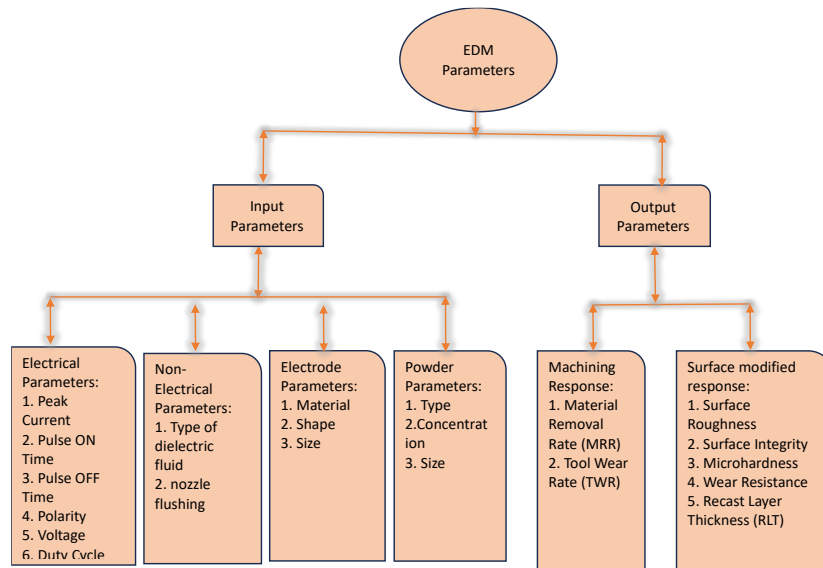 EDM
Parameters
Input
Parameters
Output
Parameters
Electrical
Parameters:
1. Peak
Current
2. Pulse ON
Time
3. Pulse OFF
Time
4. Polarity
5. Voltage
6. Duty Cycle
Non-
Electrical
Parameters:
1. Type of
dielectric
fluid
2. nozzle
flushing
Electrode
Parameters:
1. Material
2. Shape
3. Size
Powder
Parameters:
1. Type
2.Concentrat
ion
3. Size
Machining
Response:
1. Material
Removal
Rate (MRR)
2. Tool Wear
Rate (TWR)
Surface modified
response:
1. Surface
Roughness
2. Surface Integrity
3. Microhardness
4. Wear Resistance
5. Recast Layer
Thickness (RLT)